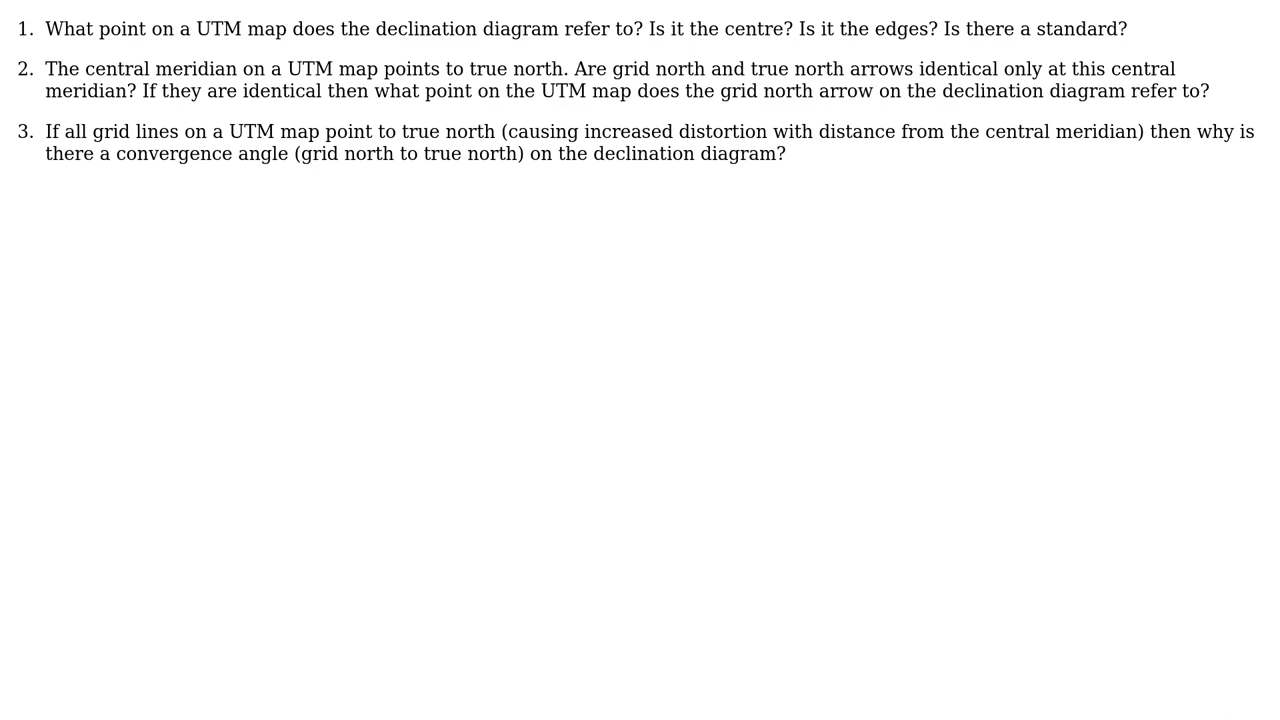 1. What point on a UTM map does the declination diagram refer to? Is it the centre? Is it the edges? Is there a standard?
2. The central meridian on a UTM map points to true north. Are grid north and true north arrows identical only at this central
meridian? If they are identical then what point on the UTM map does the grid north arrow on the declination diagram refer to?
3. If all grid lines on a UTM map point to true north (causing increased distortion with distance from the central meridian) then why is
there a convergence angle (grid north to true north) on the declination diagram?